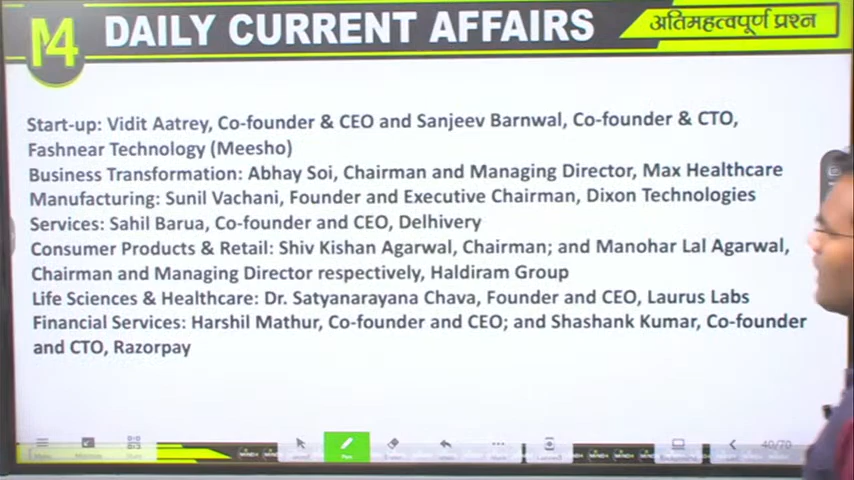 M4 DAILY CURRENT AFFAIRS अतिमहत्वपूर्ण प्रश्न
Start-up: Vidit Aatrey, Co-founder & CEO and Sanjeev Barnwal, Co-founder & CTO,
Fashnear Technology (Meesho)
Business Transformation: Abhay Soi, Chairman and Managing Director, Max Healthcare
Manufacturing: Sunil Vachani, Founder and Executive Chairman, Dixon Technologies
Services: Sahil Barua, Co-founder and CEO, Delhivery
Consumer Products & Retail: Shiv Kishan Agarwal, Chairman; and Manohar Lal Agarwal,
Chairman and Managing Director respectively, Haldiram Group
Life Sciences & Healthcare: Dr. Satyanarayana Chava, Founder and CEO, Laurus Labs
Financial Services: Harshil Mathur, Co-founder and CEO; and Shashank Kumar, Co-founder
and CTO, Razorpay
40/70